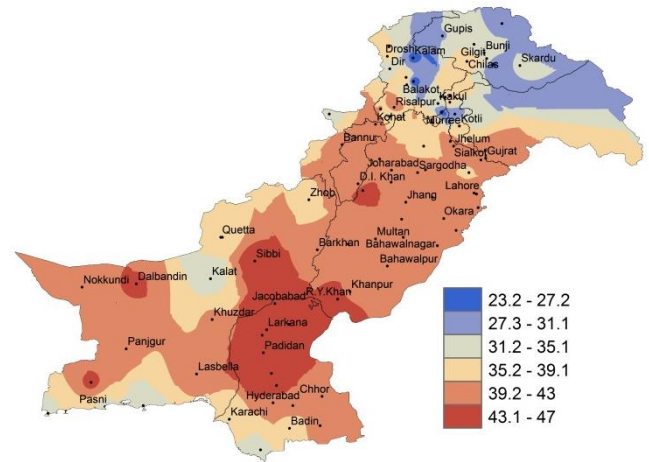 Gupis
Drosh Kalam
Gilgit Bunji
Dir
Chilas
Skardu
Balakot
Kakul
Risalpur
Murree Kotli
Kohat
Bannu
Jhelum
Sialkot Gujrat
Joharabad
Sargodha
D.I. Khan
Lahore
Zhob
Jhang
Okara
Quetta
Multan
Barkhan
Bahawalnagar
Sibbi
Bahawalpur
Kalat
Dalbandin
Nokkundi
Khanpur
R.Y.Khan
Jacobabad
Khuzdar
Larkana
Padidan
Panjgur
Lasbella
Chhor
Pasni
Hyderabad
Karachi
Badin
23.2 - 27.2
27.3 - 31.1
31.2 - 35.1
35.2 - 39.1
39.2 - 43
43.1 - 47